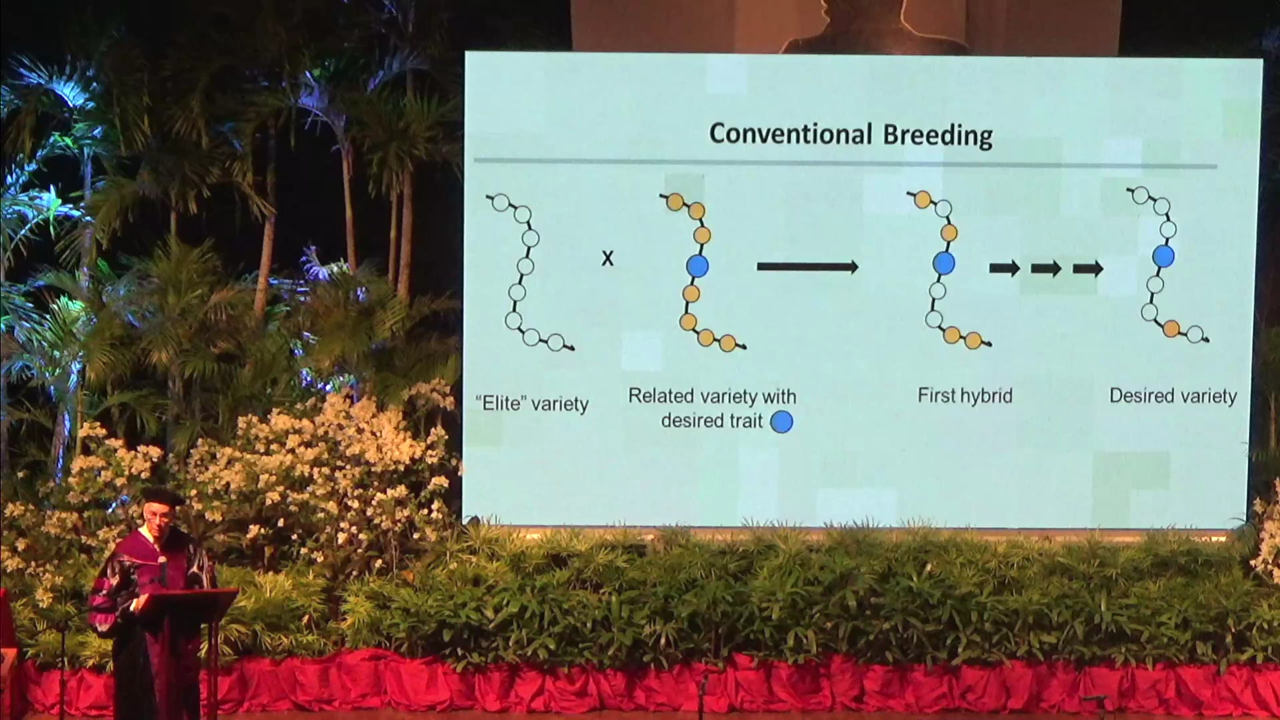 Conventional Breeding
x
"Elite" variety
Related variety with
desired trait
First hybrid
Desired variety